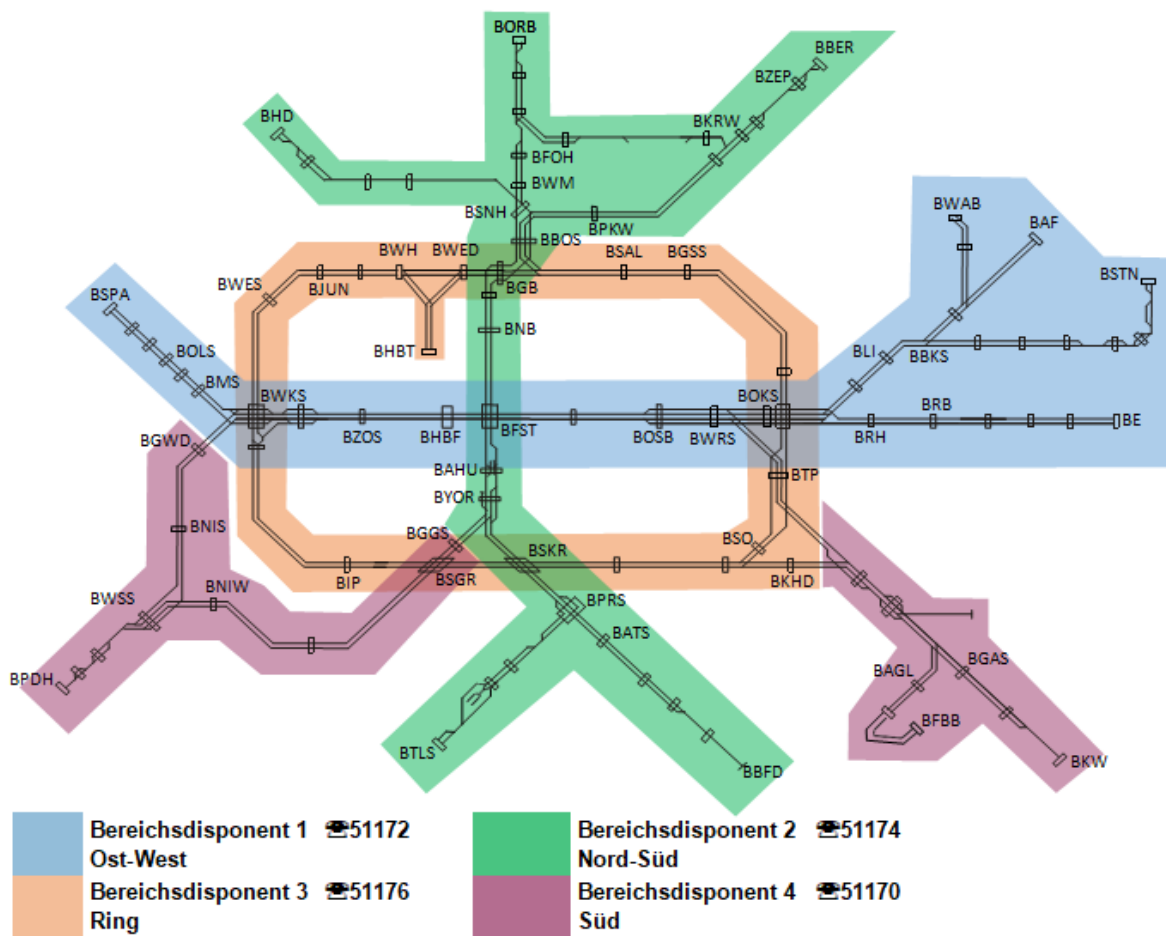 BORB
BBER
BZEP
BHD
BKRW
BFOH
BWM
BSNH
BPKW
BWAB
BAF
BBOS
BWH
BWED
BSAL
BGSS
BSTN
BWES
BJUN
BGB
BSPA
BNB
BHBT
BOLS
BLI
BBKS
BMS
BWKS
BOKS
BZOS
BHBF
BFST
BOSB
BWRS
BRH
BRB
BE
BGWD
BAHU
BTP
BYOR
BNIS
BGGS
BSO
BSKR
BIP
BSGR
BKHD
BNIW
BWSS
BPRS
BATS
BPDH
BAGL
BGAS
BFBB
BTLS
BBFD
BKW
Bereichsdisponent 1 ☎51172
Ost-West
Bereichsdisponent 2 ☎51174
Nord-Süd
Bereichsdisponent 3 ☎51176
Ring
Bereichsdisponent 4 ☎51170
Süd